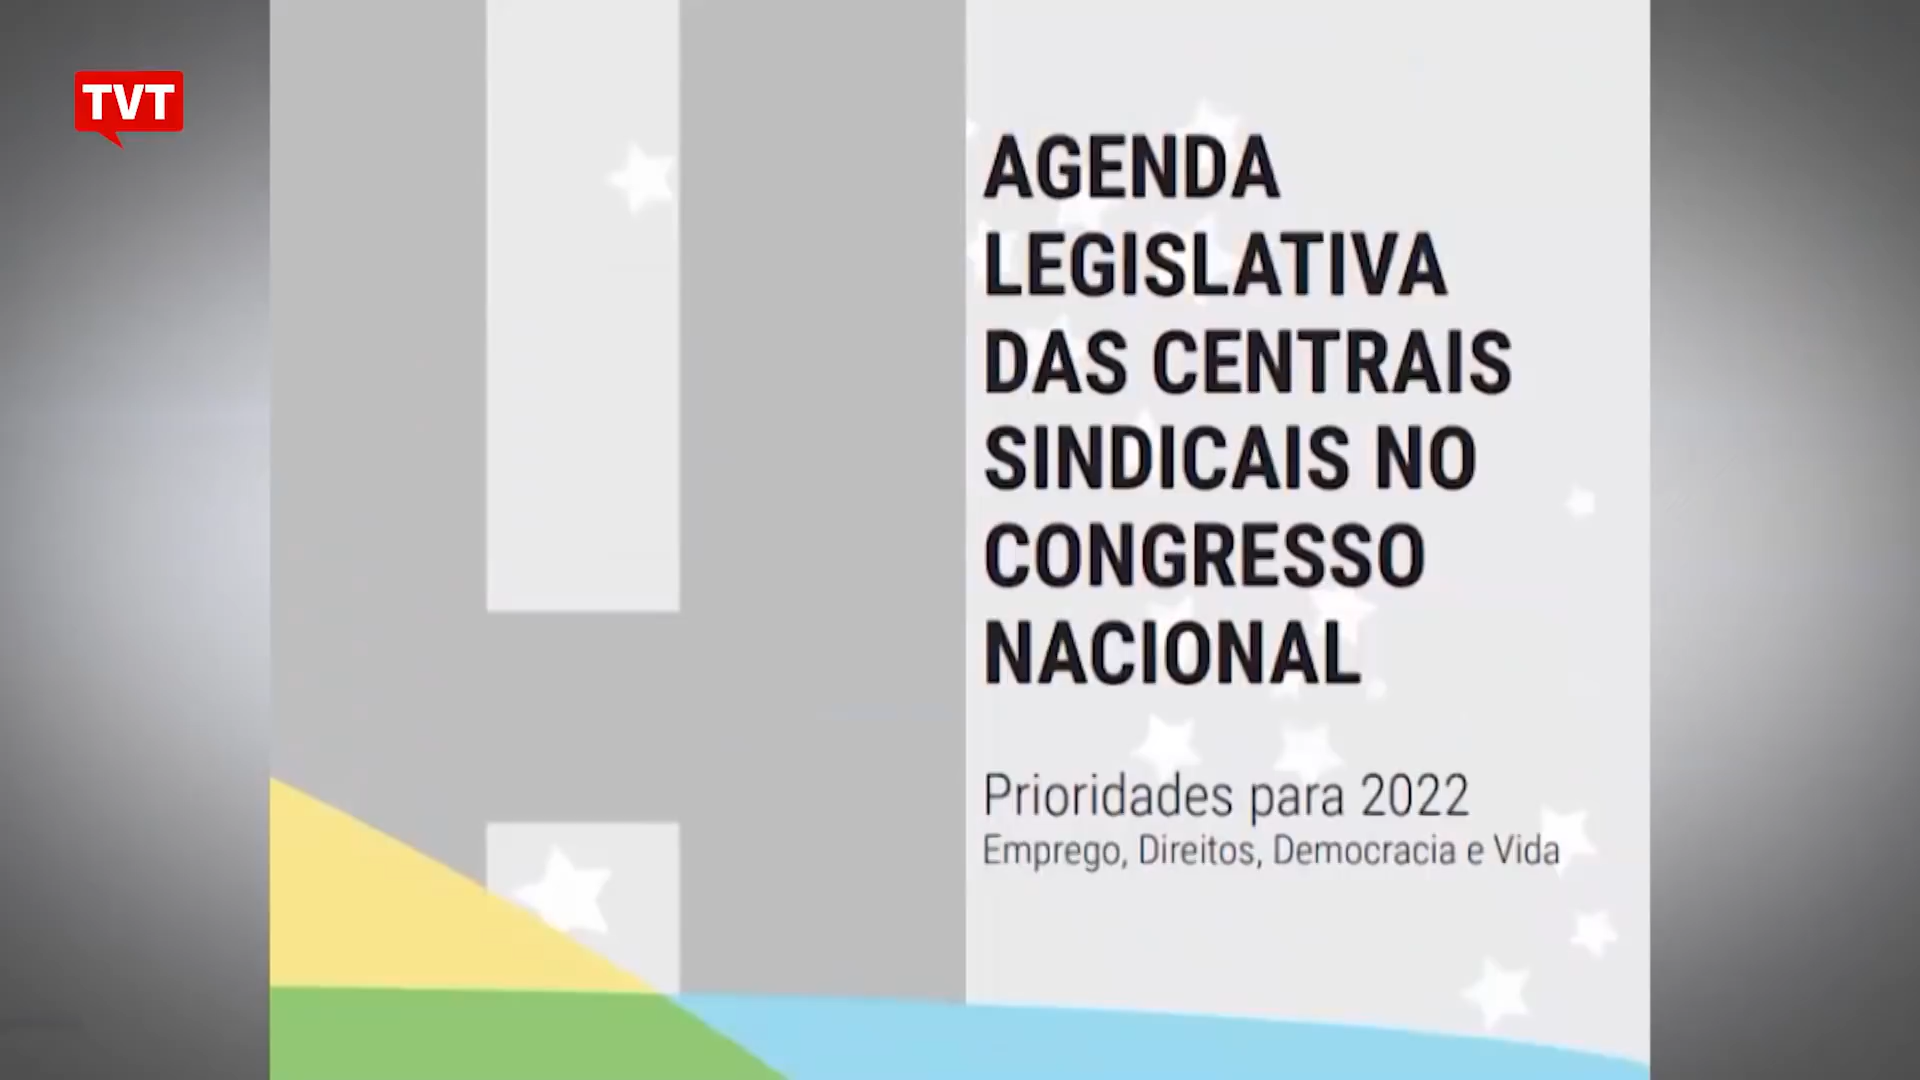 TVT
AGENDA
LEGISLATIVA
DAS CENTRAIS
SINDICAIS NO
CONGRESSO
NACIONAL
Prioridades para 2022
Emprego, Direitos, Democracia e Vida